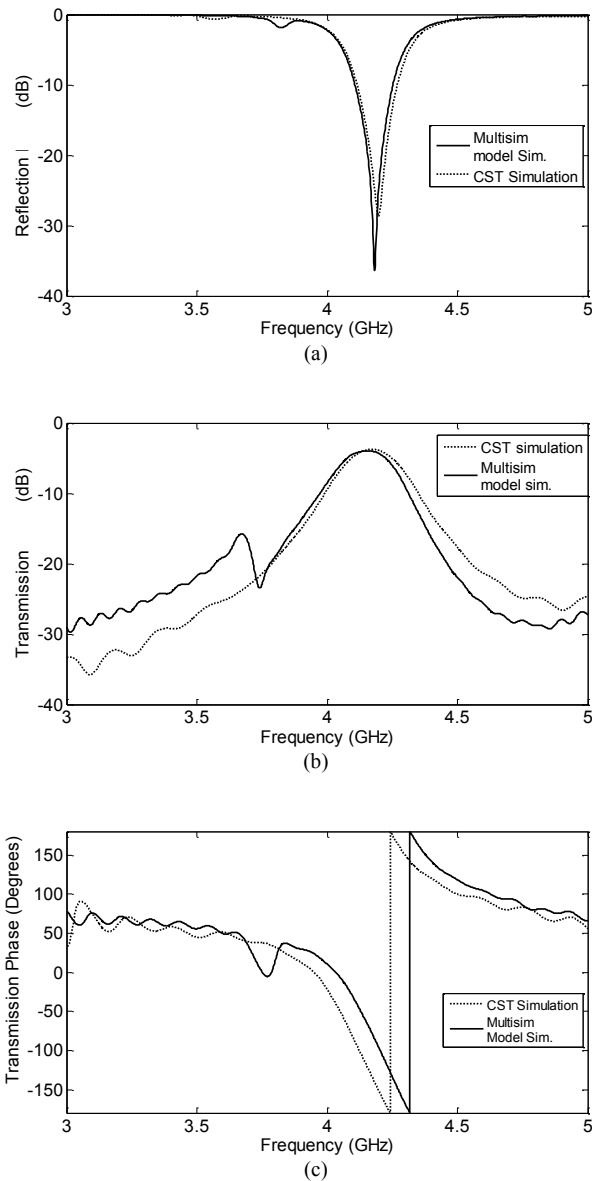 0
-10
-20
-30
-40
3
3.5
4
4.5
5
Reflection (dB)
Frequency (GHz)
Multisim
model Sim.
CST Simulation
(a)
0
-10
-20
-30
-40
3
3.5
4
4.5
5
Transmission (dB)
Frequency (GHz)
CST simulation
Multisim
model sim.
(b)
150
100
50
0
-50
-100
-150
3
3.5
4
4.5
5
Transmission Phase (Degrees)
Frequency (GHz)
CST Simulation
Multisim
Model Sim.
(c)